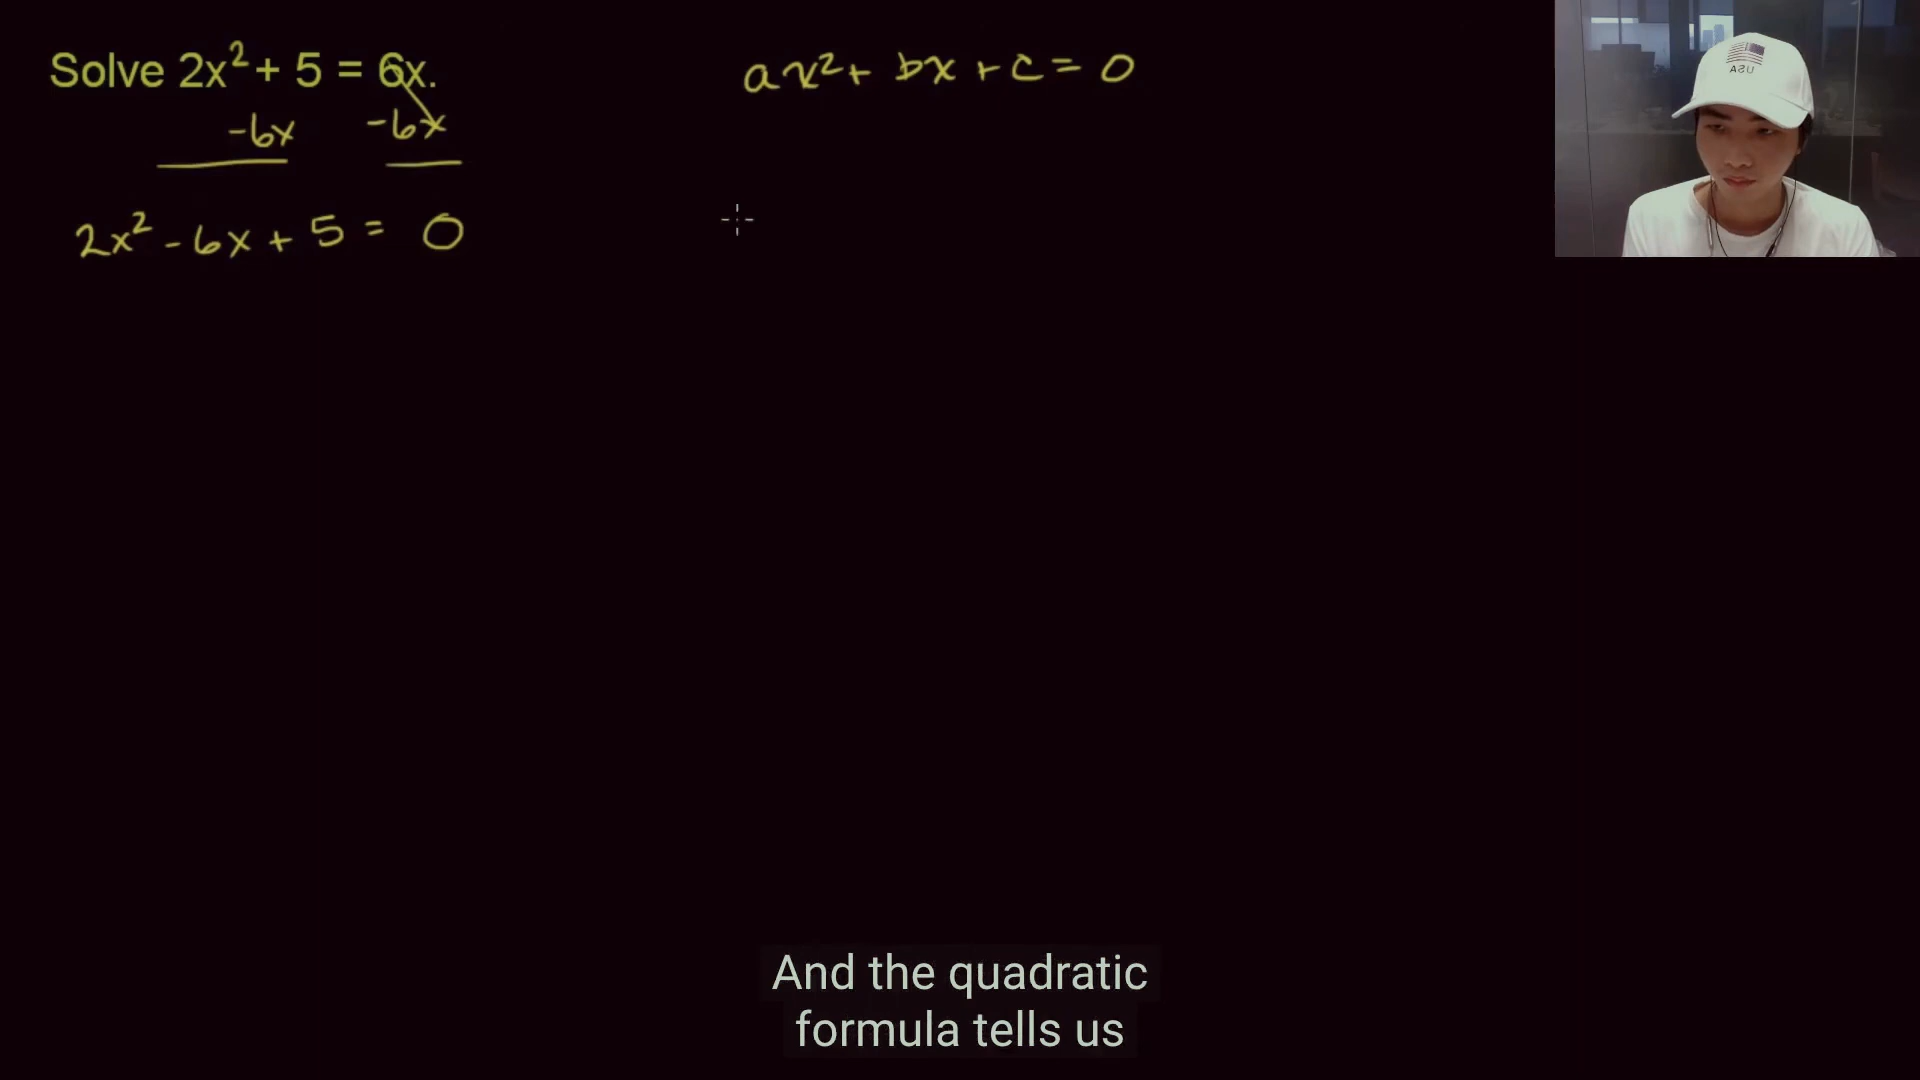 Solve 2x² + 5 = 6x.
-6x -6x
2x² - 6x + 5 = 0
ax² + bx + c = 0
USA
And the quadratic
formula tells us